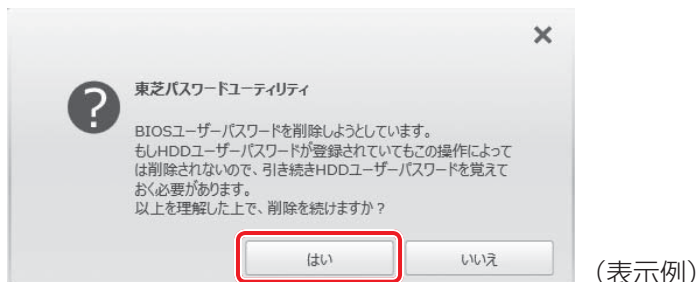 東芝パスワードユーティリティ
BIOSユーザーパスワードを削除しようとしています。
もしHDDユーザーパスワードが登録されていてもこの操作によって
は削除されないので、引き続きHDDユーザーパスワードを覚えて
おく必要があります。
以上を理解した上で、削除を続けますか？
はい
いいえ
（表示例）